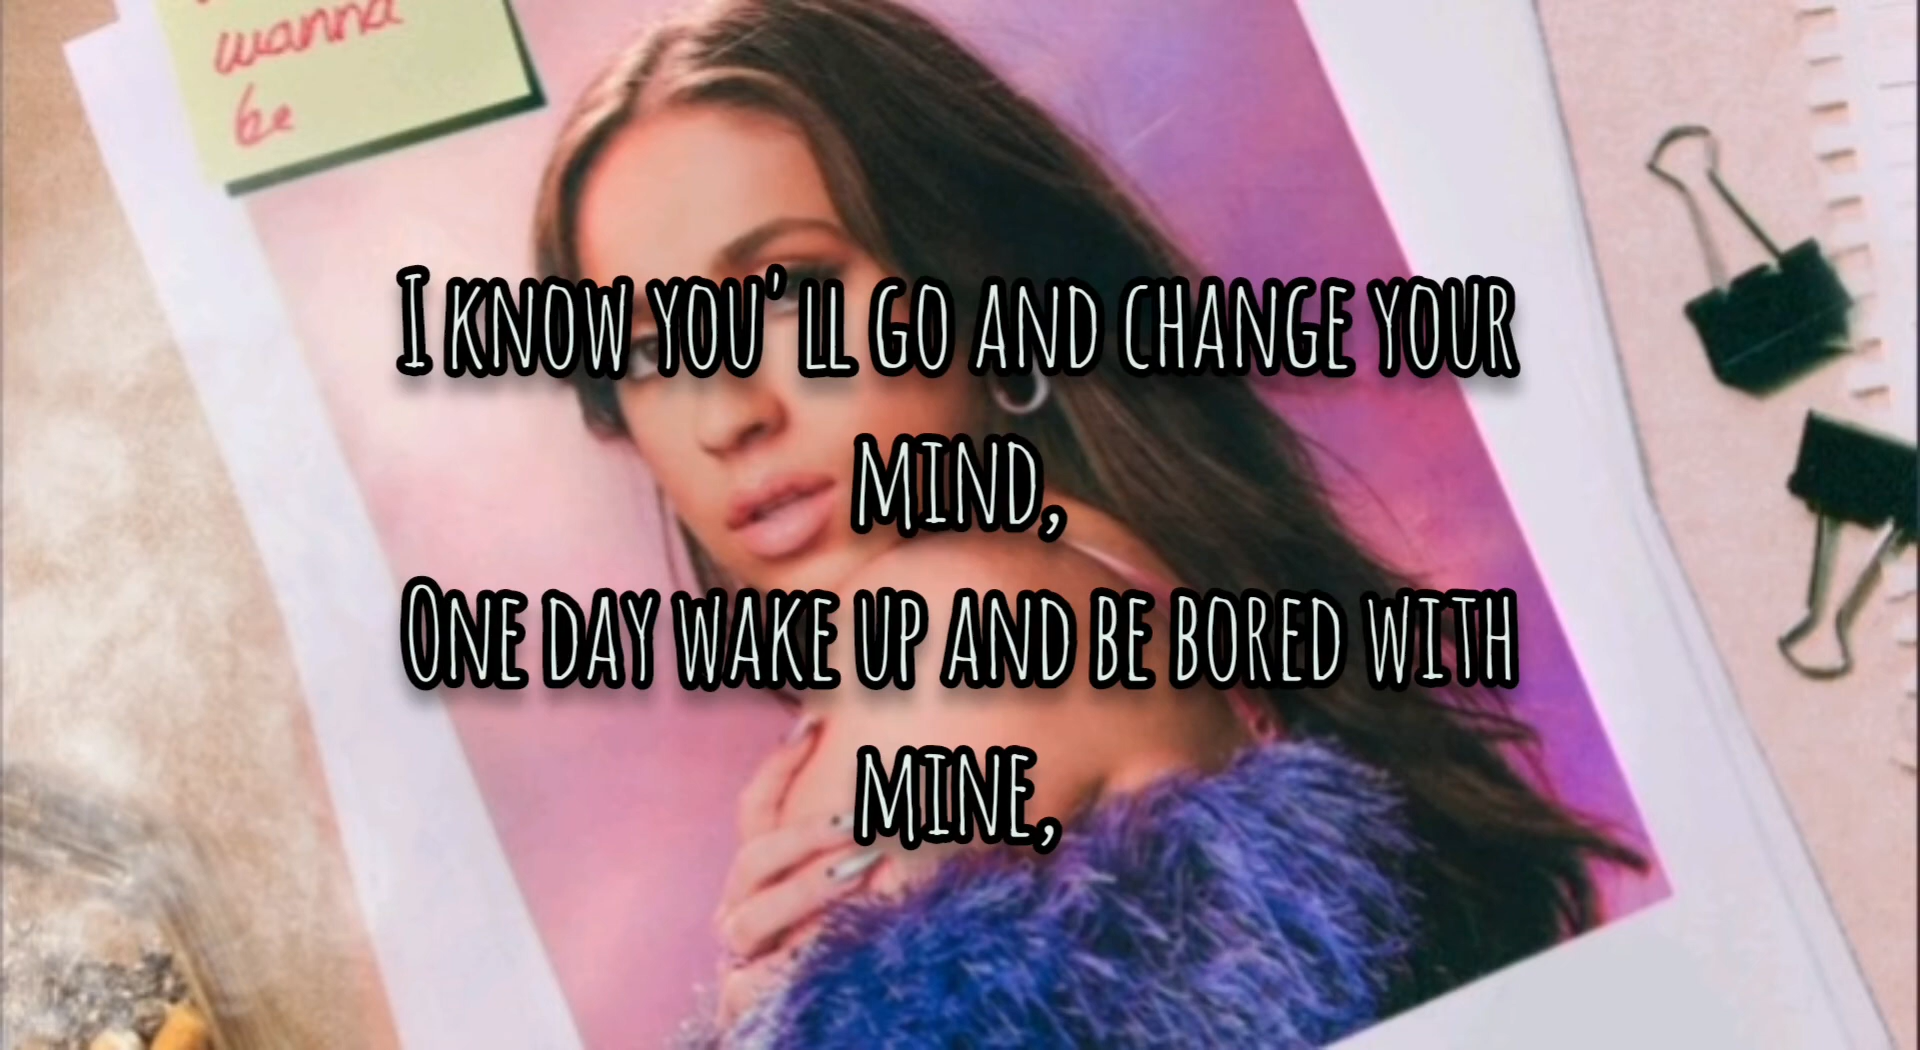 wanna
be
I know you'll go and change your
mind,
One day wake up and be bored with
mine,